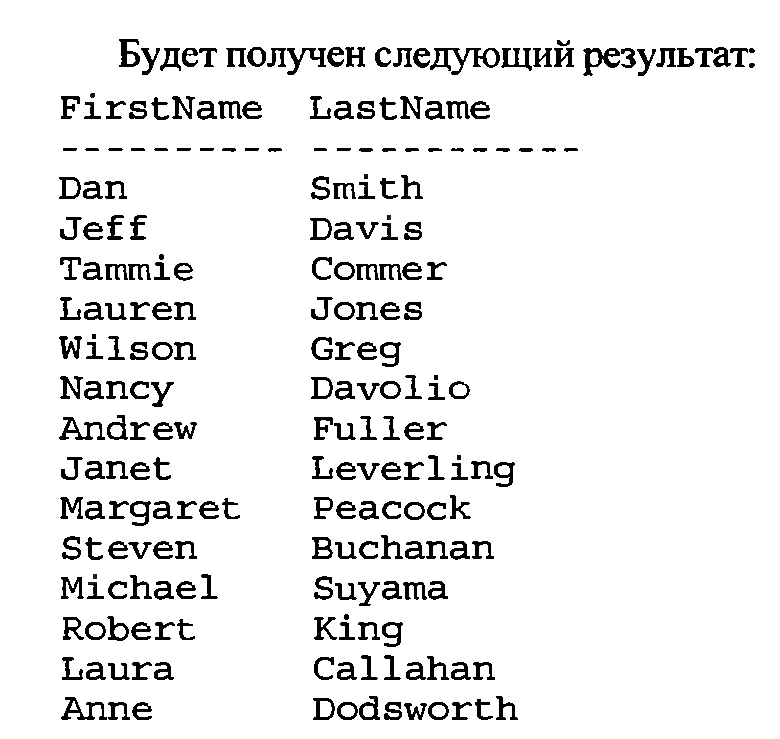 Будет получен следующий результат:
FirstName LastName
---------- ------------
Dan Smith
Jeff Davis
Tammie Commer
Lauren Jones
Wilson Greg
Nancy Davolio
Andrew Fuller
Janet Leverling
Margaret Peacock
Steven Buchanan
Michael Suyama
Robert King
Laura Callahan
Anne Dodsworth